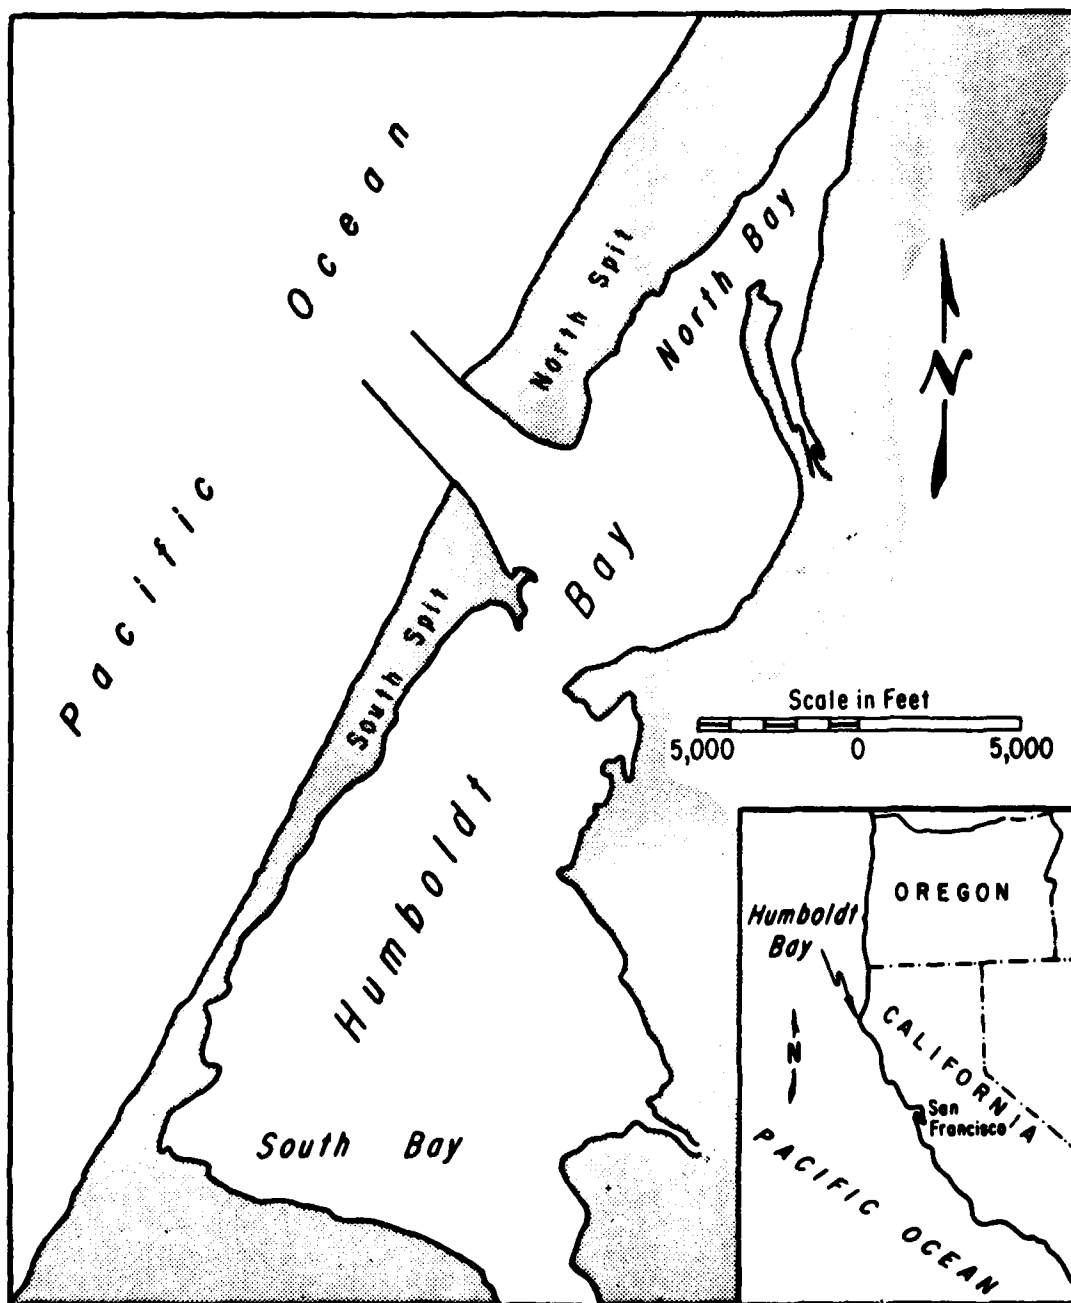 Pacific Ocean
North Spit
North Bay
South Spit
Humboldt Bay
South Bay
N
Scale in Feet
5,000 0 5,000
OREGON
Humboldt
Bay
N
CALIFORNIA
San
Francisco
PACIFIC OCEAN